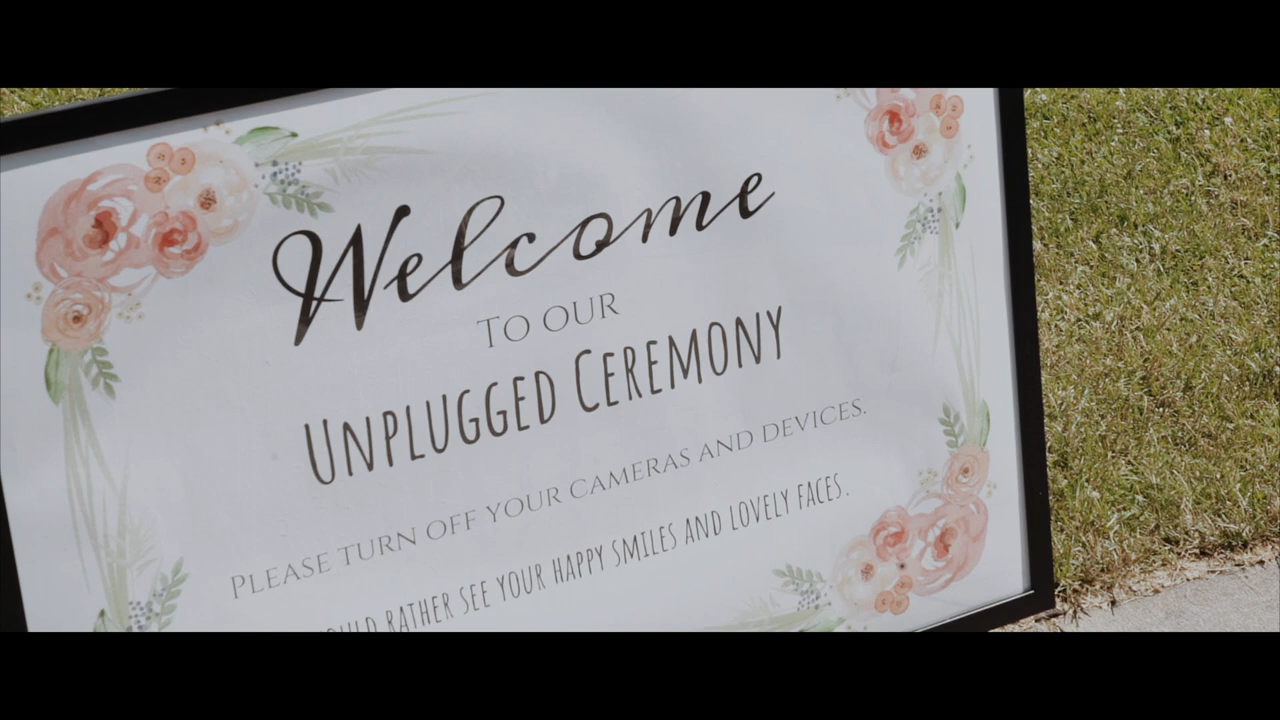 Welcome
TO OUR
UNPLUGGED CEREMONY
PLEASE TURN OFF YOUR CAMERAS AND DEVICES.
RATHER SEE YOUR HAPPY SMILES AND LOVELY FACES.